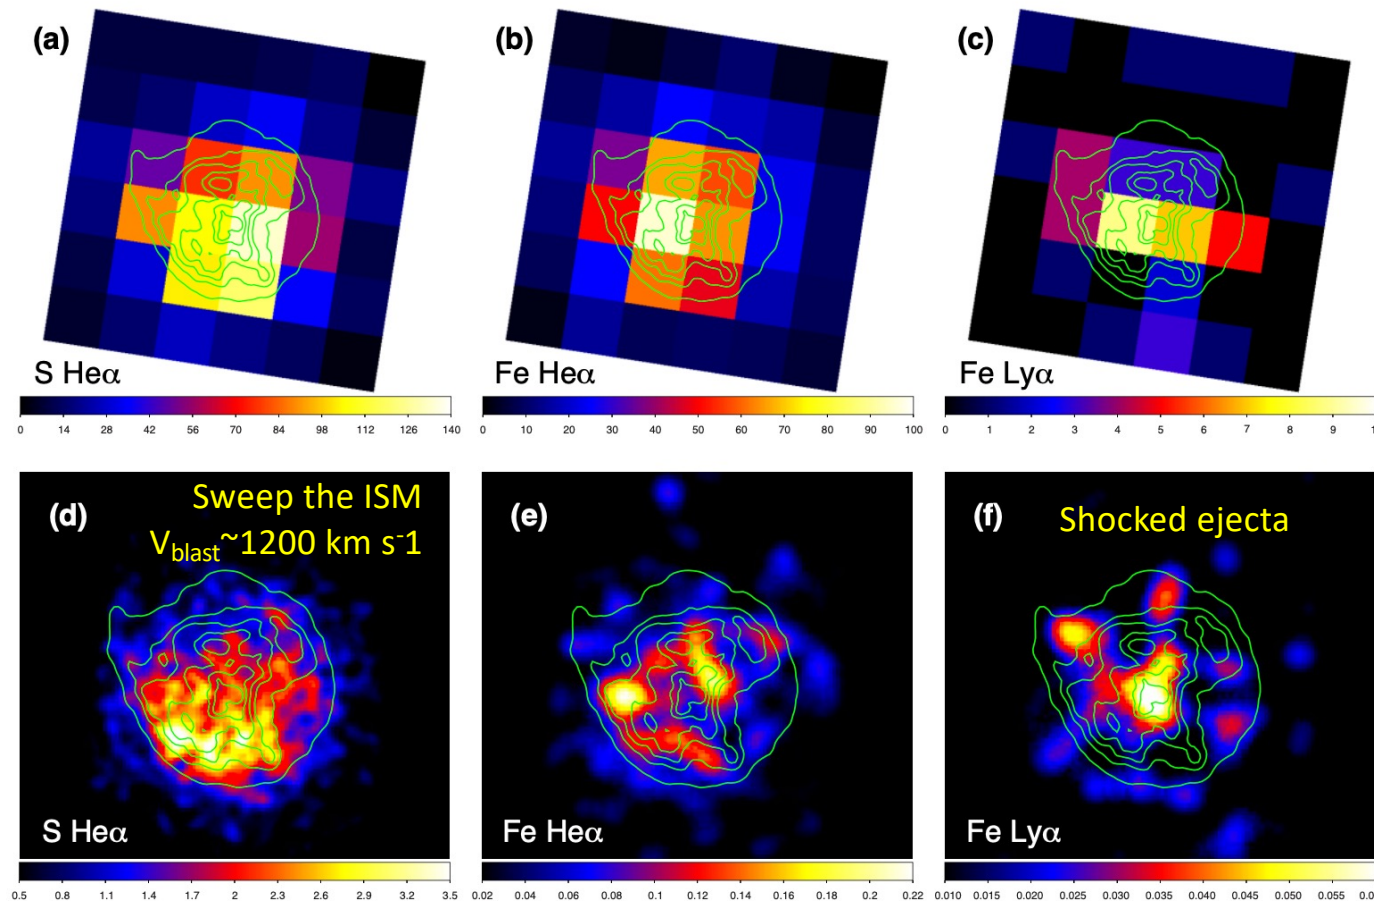 (a) (b) (c)
S Heα Fe Heα Fe Lyα
0 14 28 42 56 70 84 98 112 126 140 0 10 20 30 40 50 60 70 80 90 100 0 1 2 3 4 5 6 7 8 9
(d) Sweep the ISM
V_blast~1200 km s⁻1
(e)
(f) Shocked ejecta
S Heα Fe Heα Fe Lyα
0.5 0.8 1.1 1.4 1.7 2 2.3 2.6 2.9 3.2 3.5 0.02 0.04 0.06 0.08 0.1 0.12 0.14 0.16 0.18 0.2 0.22 0.010 0.015 0.020 0.025 0.030 0.035 0.040 0.045 0.050 0.055